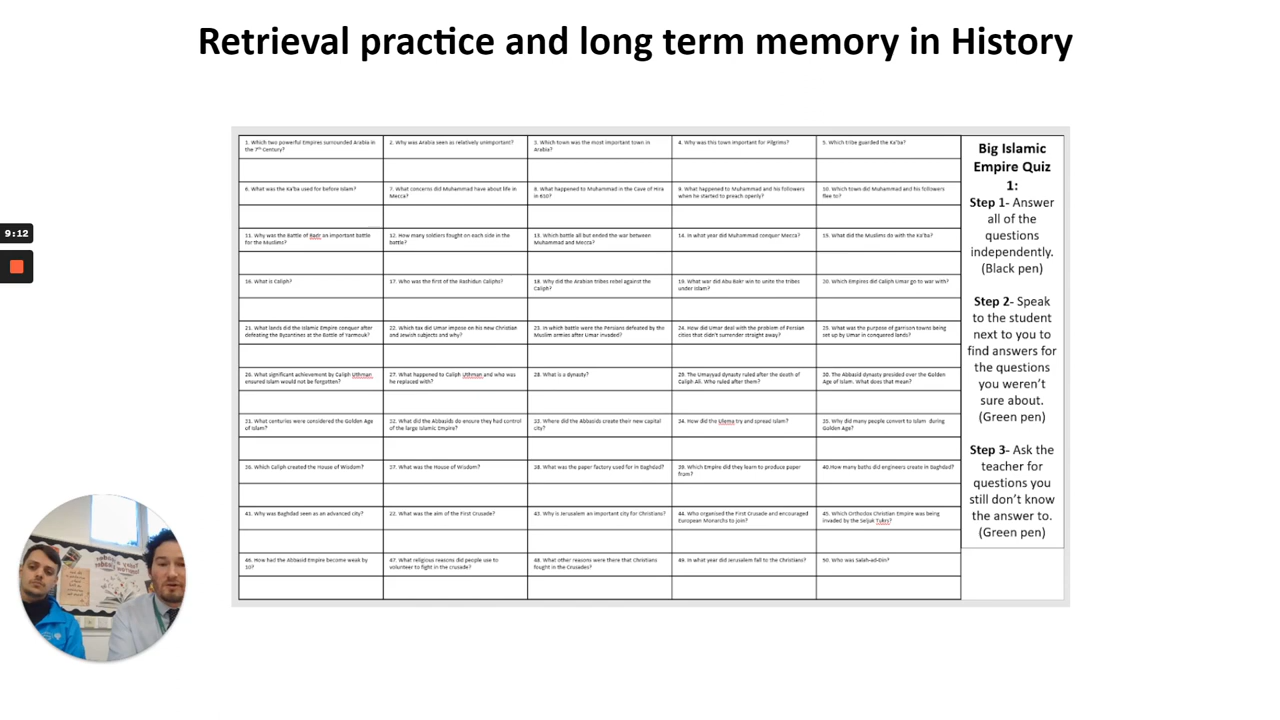 Retrieval practice and long term memory in History
9:12
1. Which two powerful Empires surrounded Arabia in
the 7th Century?
2. Why was Arabia seen as relatively unimportant?
3. Which town was the most important town in
Arabia?
4. Why was this town important for Pilgrims?
5. Which tribe guarded the Ka'ba?
6. What was the Ka'ba used for before Islam?
7. What concerns did Muhammad have about life in
Mecca?
8. What happened to Muhammad in the Cave of Hira
in 610?
9. What happened to Muhammad and his followers
when he started to preach openly?
10. Which town did Muhammad and his followers
flee to?
11. Why was the Battle of Badr an important battle
for the Muslims?
12. How many soldiers fought on each side in the
battle?
13. Which battle all but ended the war between
Muhammad and Mecca?
14. In what year did Muhammad conquer Mecca?
15. What did the Muslims do with the Ka'ba?
16. What is Caliph?
17. Who was the first of the Rashidun Caliphs?
18. Why did the Arabian tribes rebel against the
Caliph?
19. What war did Abu Bakr win to unite the tribes
under Islam?
20. Which Empires did Caliph Umar go to war with?
21. What lands did the Islamic Empire conquer after
defeating the Byzantines at the Battle of Yarmouk?
22. Which tax did Umar impose on his new Christian
and Jewish subjects and why?
23. In which battle were the Persians defeated by the
Muslim armies after Umar invaded?
24. How did Umar deal with the problem of Persian
cities that didn't surrender straight away?
25. What was the purpose of garrison towns being
set up by Umar in conquered lands?
26. What significant achievement by Caliph Uthman
ensured Islam would not be forgotten?
27. What happened to Caliph Uthman and who was
he replaced with?
28. What is a dynasty?
29. The Umayyad dynasty ruled after the death of
Caliph Ali. Who ruled after them?
30. The Abbasid dynasty presided over the Golden
Age of Islam. What does that mean?
31. What centuries were considered the Golden Age
of Islam?
32. What did the Abbasids do ensure they had control
of the large Islamic Empire?
33. Where did the Abbasids create their new capital
city?
34. How did the Ulema try and spread Islam?
35. Why did many people convert to Islam during
Golden Age?
36. Which Caliph created the House of Wisdom?
37. What was the House of Wisdom?
38. What was the paper factory used for in Baghdad?
39. Which Empire did they learn to produce paper
from?
40.How many baths did engineers create in Baghdad?
41. Why was Baghdad seen as an advanced city?
22. What was the aim of the First Crusade?
43. Why is Jerusalem an important city for Christians?
44. Who organised the First Crusade and encouraged
European Monarchs to join?
45. Which Orthodox Christian Empire was being
invaded by the Seljuk Tukrs?
46. How had the Abbasid Empire become weak by
10?
47. What religious reasons did people use to
volunteer to fight in the crusade?
48. What other reasons were there that Christians
fought in the Crusades?
49. In what year did Jerusalem fall to the Christians?
50. Who was Salah-ad-Din?
Big Islamic
Empire Quiz
1:
Step 1- Answer
all of the
questions
independently.
(Black pen)
Step 2- Speak
to the student
next to you to
find answers for
the questions
you weren't
sure about.
(Green pen)
Step 3- Ask the
teacher for
questions you
still don't know
the answer to.
(Green pen)